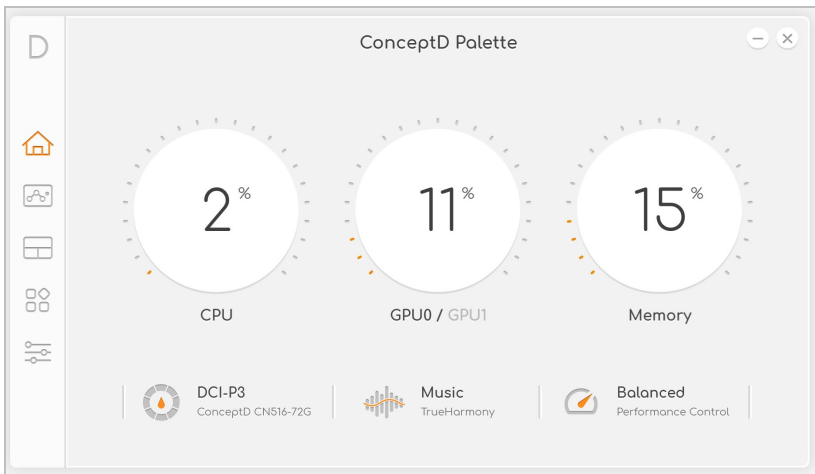 D
ConceptD Palette
2%
11%
15%
CPU
GPU0 / GPU1
Memory
DCI-P3
ConceptD CN516-72G
Music
TrueHarmony
Balanced
Performance Control